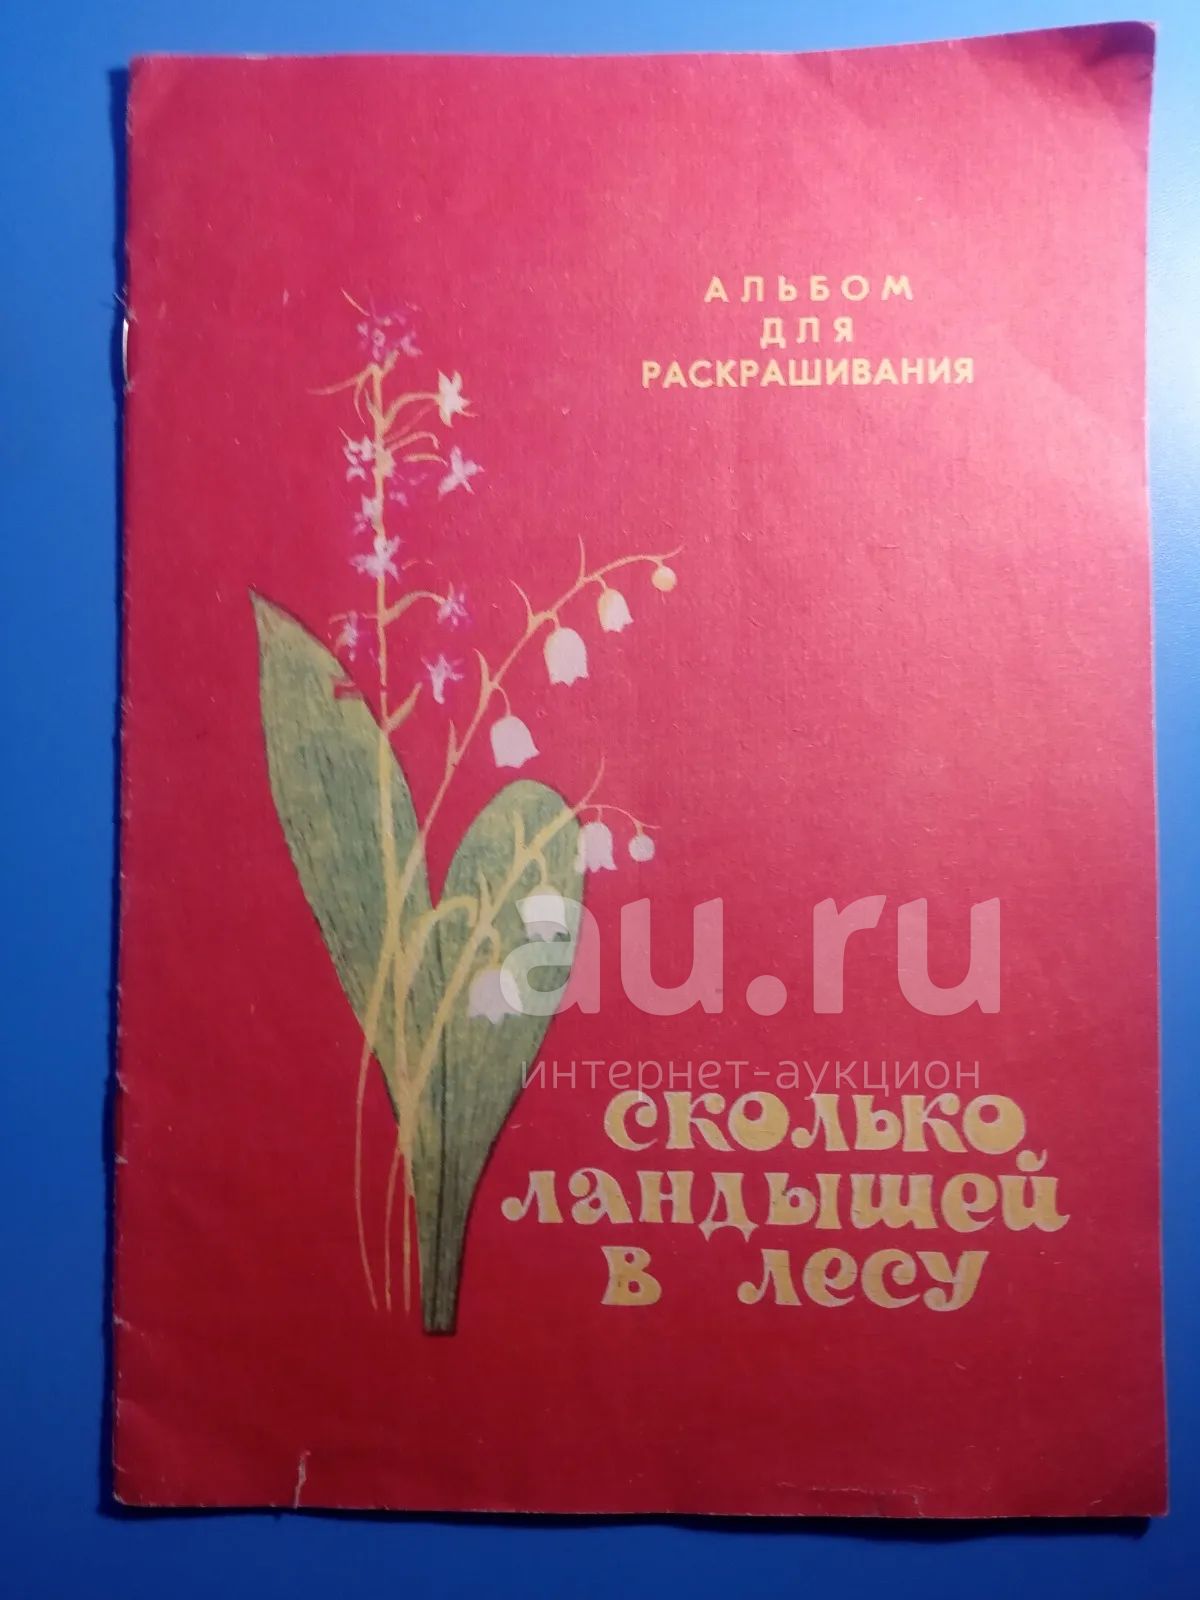 АЛЬБОМ
ДЛЯ
РАСКРАШИВАНИЯ
au.ru
интернет-аукцион
СКОЛЬКО
ЛАНДЫШЕЙ
В ЛЕСУ